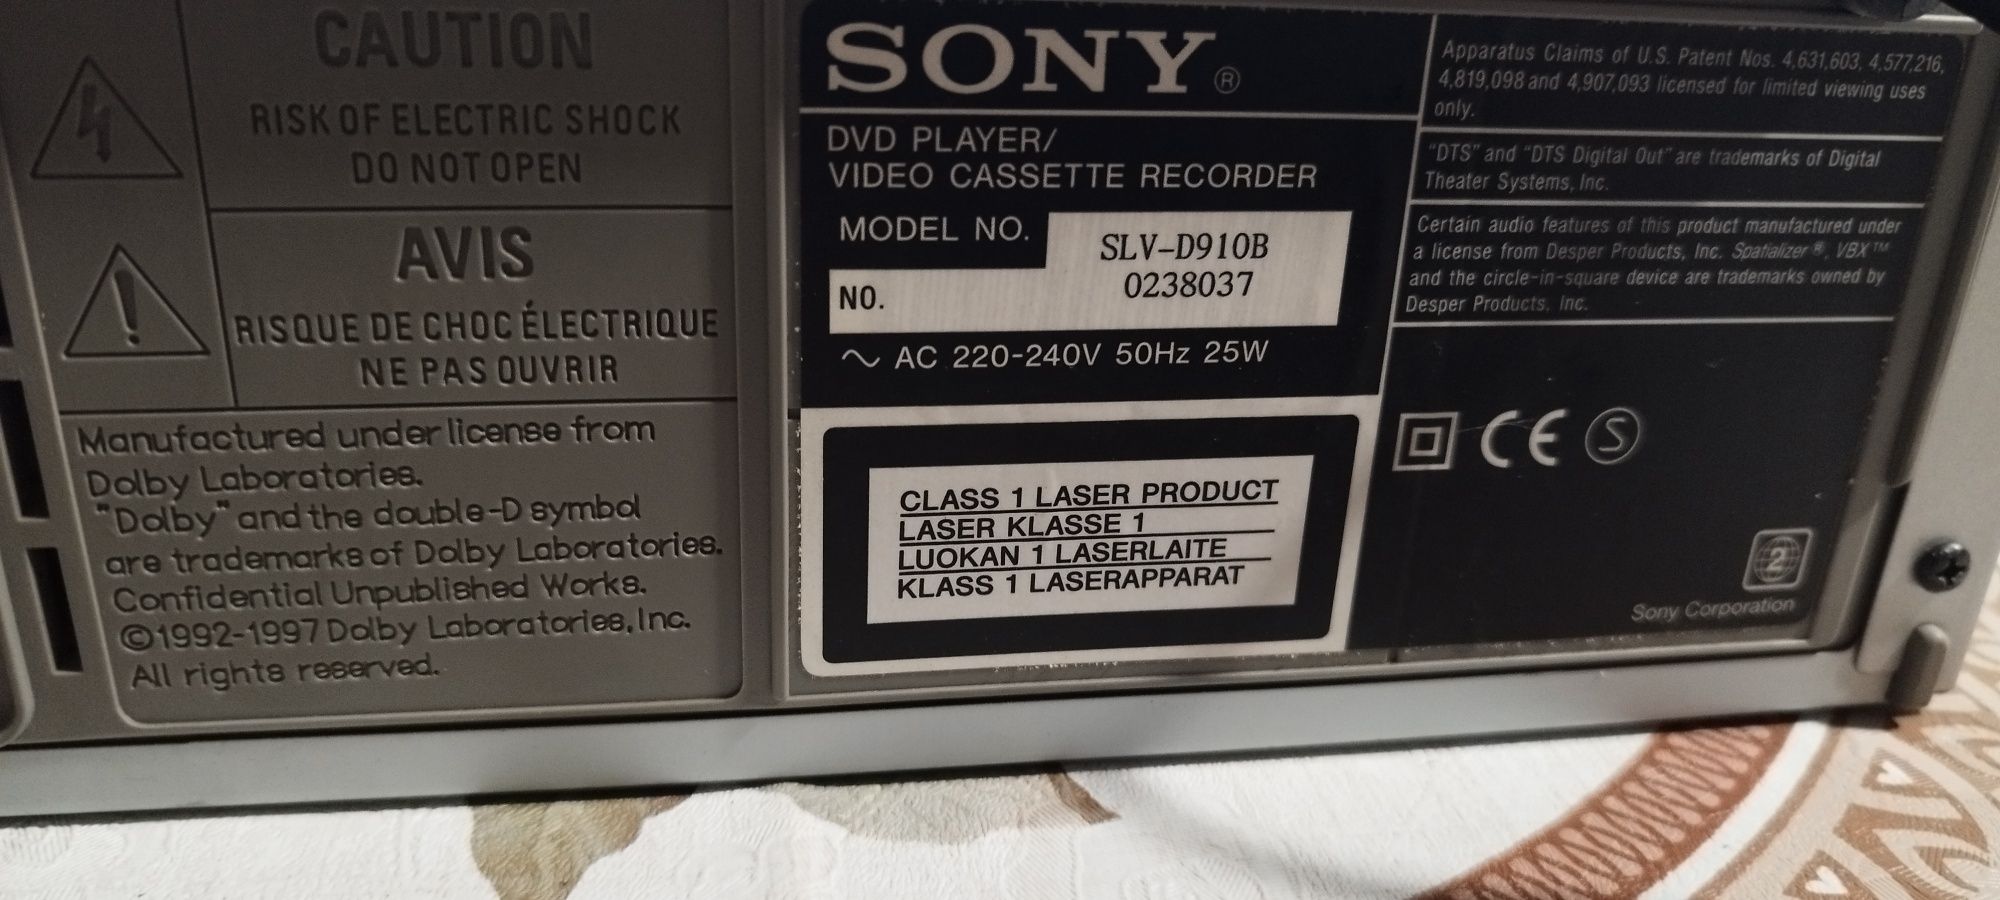 CAUTION
RISK OF ELECTRIC SHOCK
DO NOT OPEN
AVIS
RISQUE DE CHOC ÉLECTRIQUE
NE PAS OUVRIR
Manufactured under license from
Dolby Laboratories.
"Dolby" and the double-D symbol
are trademarks of Dolby Laboratories.
Confidential Unpublished Works.
©1992-1997 Dolby Laboratories, Inc.
All rights reserved.
SONY®
DVD PLAYER/
VIDEO CASSETTE RECORDER
MODEL NO. SLV-D910B
NO. 0238037
~ AC 220-240V 50Hz 25W
CLASS 1 LASER PRODUCT
LASER KLASSE 1
LUOKAN 1 LASERLAITE
KLASS 1 LASERAPPARAT
Apparatus Claims of U.S. Patent Nos. 4,631,603, 4,577,216,
4,819,098 and 4,907,093 licensed for limited viewing uses
only.
"DTS" and "DTS Digital Out" are trademarks of Digital
Theater Systems, Inc.
Certain audio features of this product manufactured under
a license from Desper Products, Inc. Spatializer ®, VBX™
and the circle-in-square device are trademarks owned by
Desper Products, Inc.
CE S
2
Sony Corporation